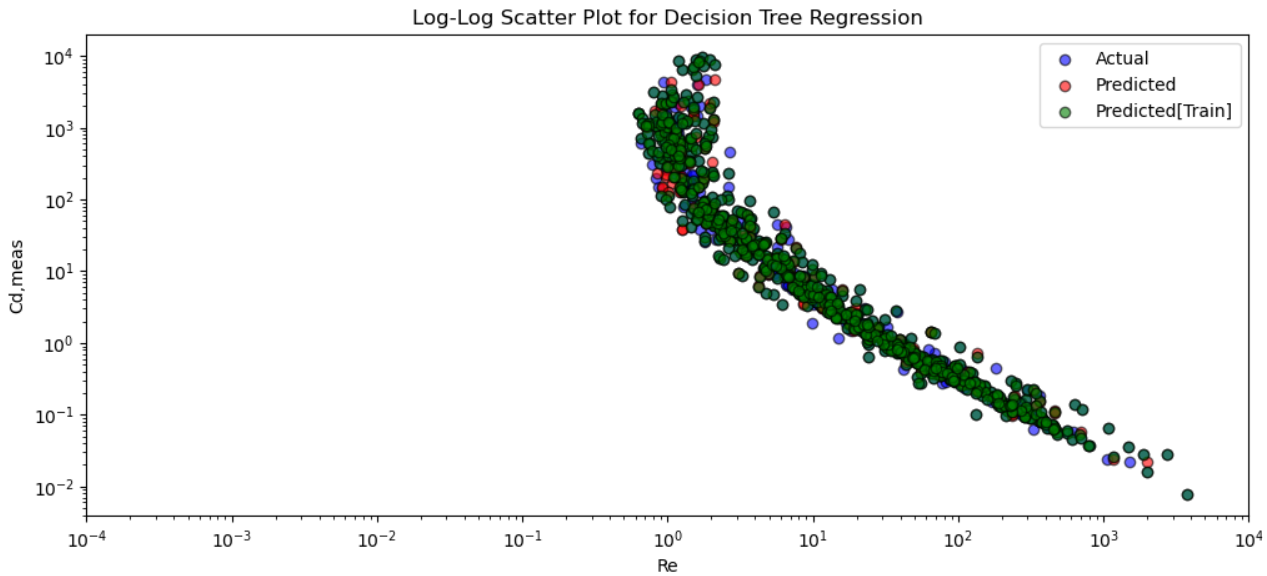 Log-Log Scatter Plot for Decision Tree Regression
Actual
Predicted
Predicted[Train]
Cd,meas
10^4
10^3
10^2
10^1
10^0
10^-1
10^-2
10^-4
10^-3
10^-2
10^-1
10^0
10^1
10^2
10^3
10^4
Re